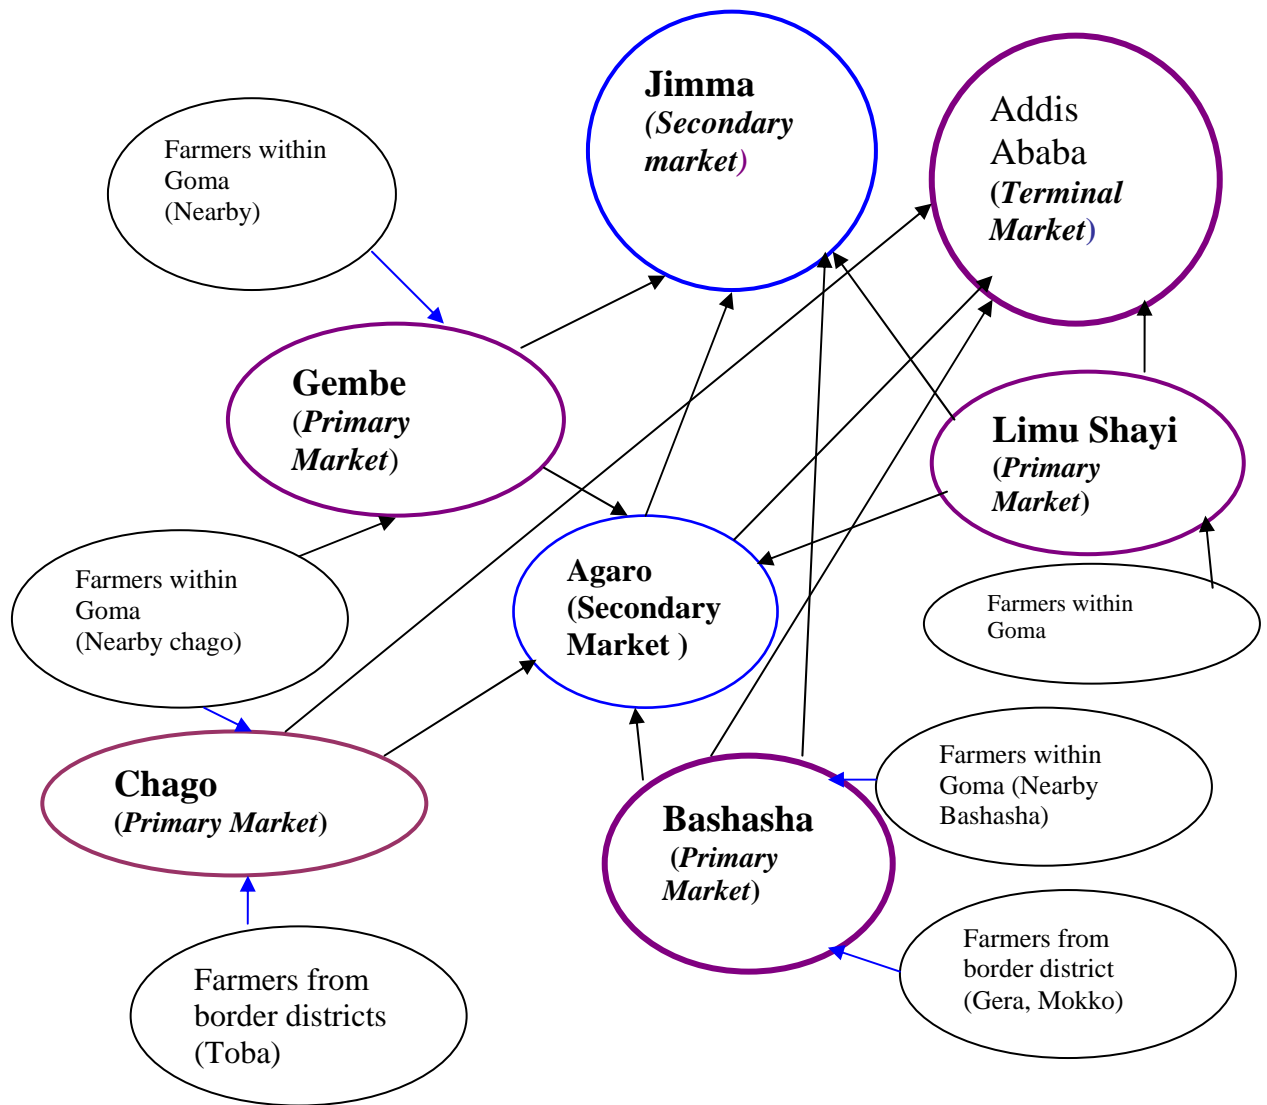 Jimma
(Secondary
market)
Addis
Ababa
(Terminal
Market)
Farmers within
Goma
(Nearby)
Gembe
(Primary
Market)
Limu Shayi
(Primary
Market)
Farmers within
Goma
(Nearby chago)
Agaro
(Secondary
Market )
Farmers within
Goma
Chago
(Primary Market)
Bashasha
(Primary
Market)
Farmers within
Goma (Nearby
Bashasha)
Farmers from
border district
(Gera, Mokko)
Farmers from
border districts
(Toba)